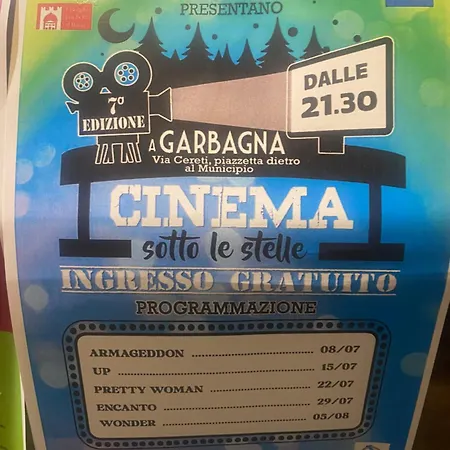 PRESENTANO
DALLE
21.30
7º
EDIZIONE
A GARBAGNA
Via Cereti, piazzetta dietro
al Municipio
CINEMA
sotto le stelle
INGRESSO GRATUITO
PROGRAMMAZIONE
ARMAGEDDON ........................ 08/07
UP ........................ 15/07
PRETTY WOMAN ........................ 22/07
ENCANTO ........................ 29/07
WONDER ........................ 05/08